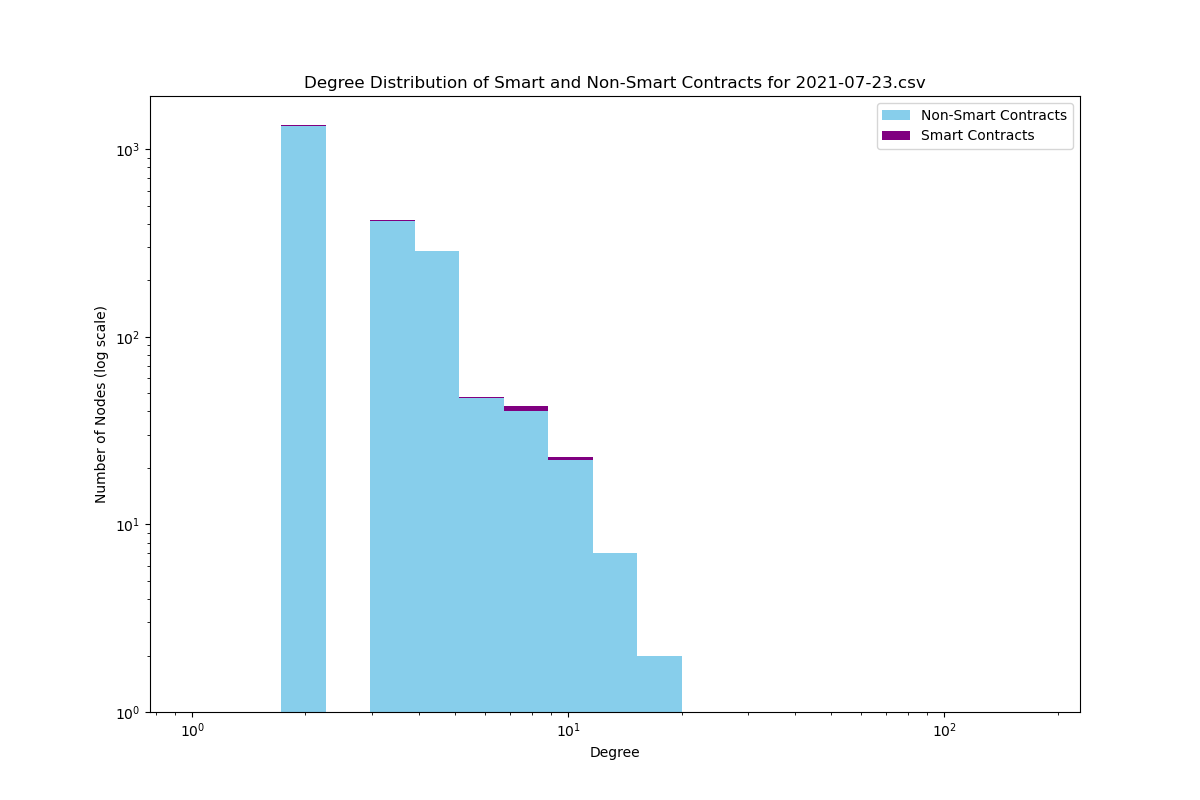 Degree Distribution of Smart and Non-Smart Contracts for 2021-07-23.csv
Non-Smart Contracts
Smart Contracts
Number of Nodes (log scale)
10³
10²
10¹
10⁰
10⁰ 10¹ 10²
Degree